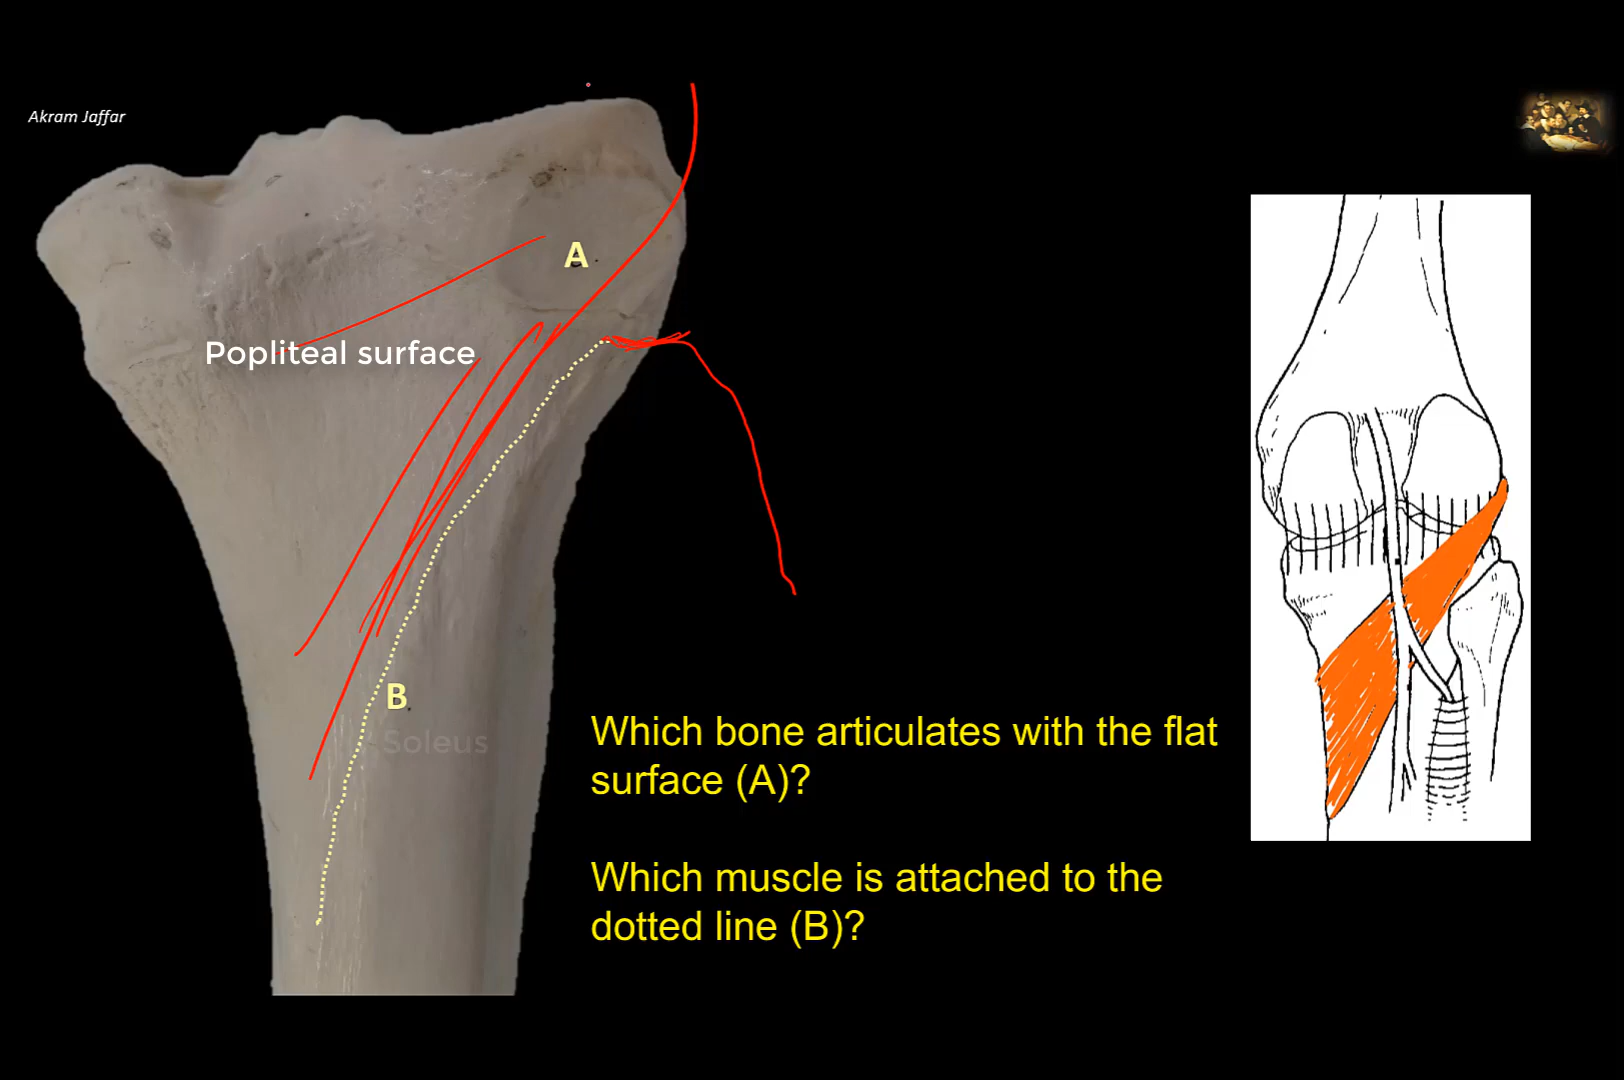 Akram Jaffar
A
Popliteal surface
B
Soleus
Which bone articulates with the flat
surface (A)?
Which muscle is attached to the
dotted line (B)?